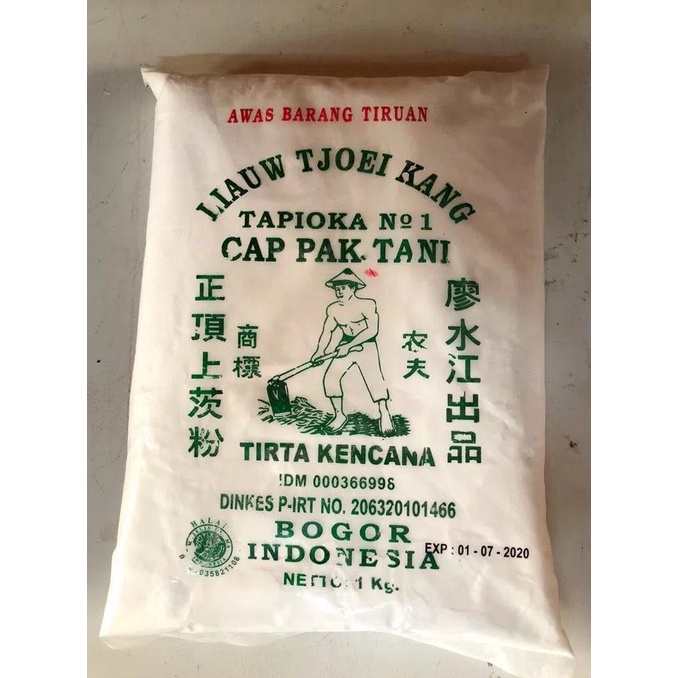 AWAS BARANG TIRUAN
LIAUW TJOEI KANG
TAPIOKA No 1
CAP PAK TANI
正頂上茨粉
商標
农夫
廖水江出品
TIRTA KENCANA
IDM 000366998
DINKES P-IRT NO. 206320101466
HALAL
BOGOR
INDONESIA
EXP : 01 - 07 - 2020
NETTO: 1 Kg.